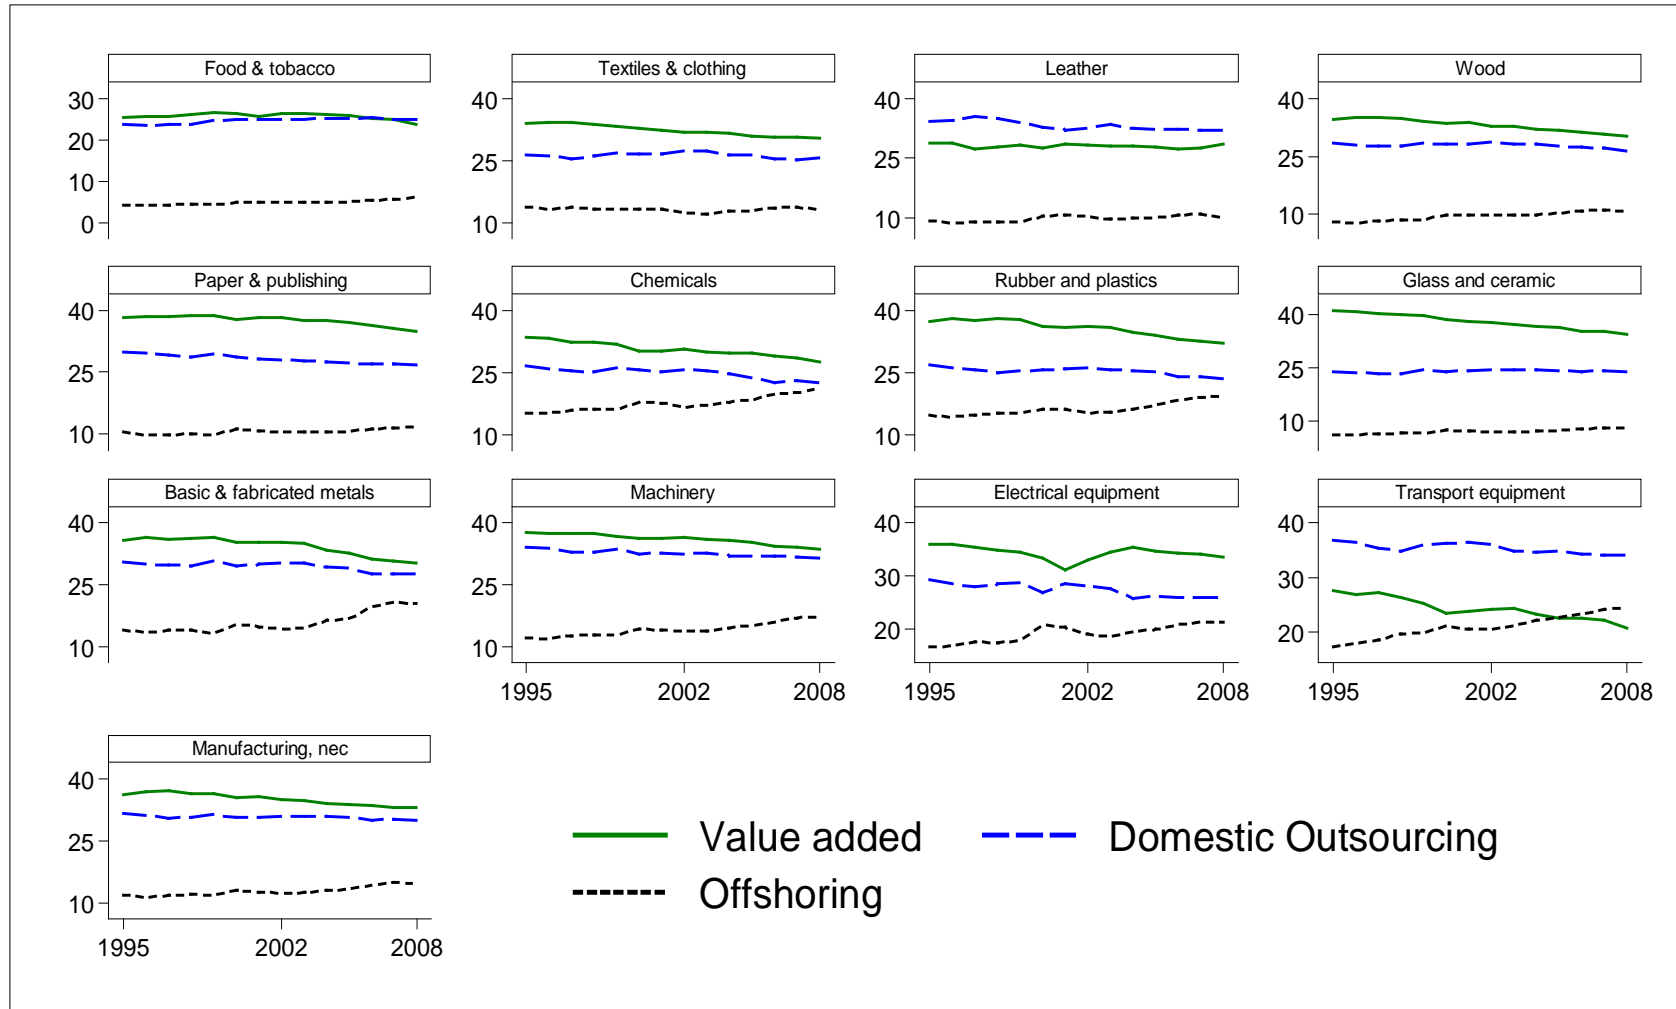 Food & tobacco
30
20
10
0
Textiles & clothing
40
25
10
Leather
40
25
10
Wood
40
25
10
Paper & publishing
40
25
10
Chemicals
40
25
10
Rubber and plastics
40
25
10
Glass and ceramic
40
25
10
Basic & fabricated metals
40
25
10
Machinery
40
25
10
1995 2002 2008
Electrical equipment
40
30
20
1995 2002 2008
Transport equipment
40
30
20
1995 2002 2008
Manufacturing, nec
40
25
10
1995 2002 2008
Value added Domestic Outsourcing
Offshoring